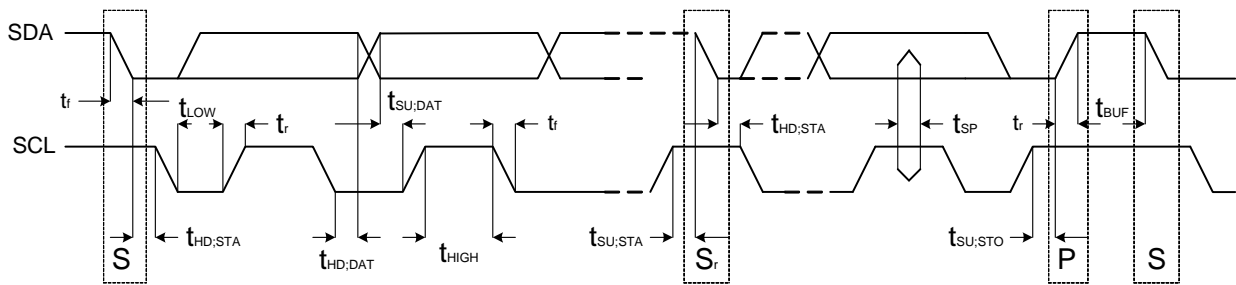 SDA
tf
tLOW
tr
tSU;DAT
tf
tHD;STA
tSP
tr
tBUF
SCL
tHD;STA
tHD;DAT
tHIGH
tSU;STA
tSU;STO
S
Sr
P
S